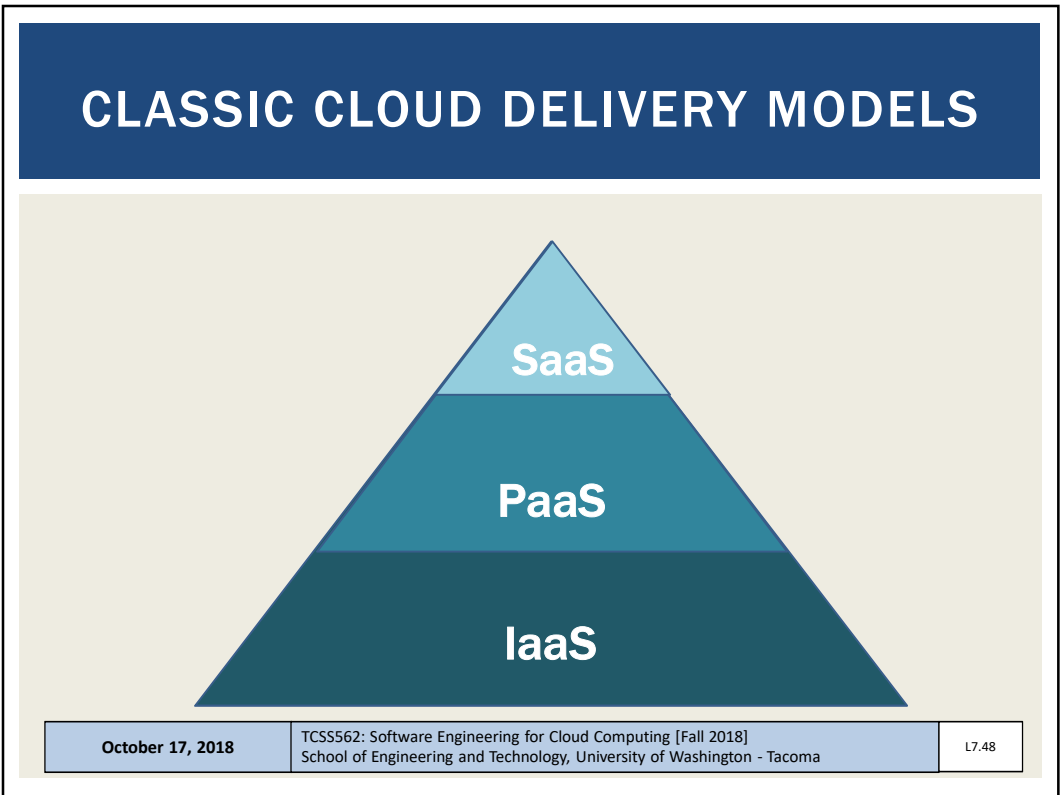 CLASSIC CLOUD DELIVERY MODELS
SaaS
PaaS
IaaS
October 17, 2018
TCSS562: Software Engineering for Cloud Computing [Fall 2018]
School of Engineering and Technology, University of Washington - Tacoma
L7.48